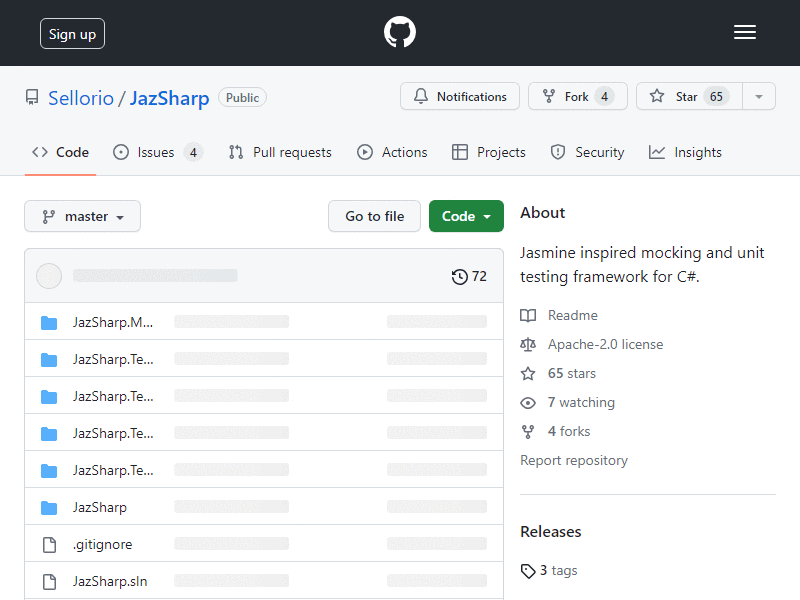 Sign up
Sellorio / JazSharp Public
Notifications
Fork 4
Star 65
Code
Issues 4
Pull requests
Actions
Projects
Security
Insights
master
Go to file
Code
72
JazSharp.M...
JazSharp.Te...
JazSharp.Te...
JazSharp.Te...
JazSharp.Te...
JazSharp
.gitignore
JazSharp.sln
About
Jasmine inspired mocking and unit
testing framework for C#.
Readme
Apache-2.0 license
65 stars
7 watching
4 forks
Report repository
Releases
3 tags